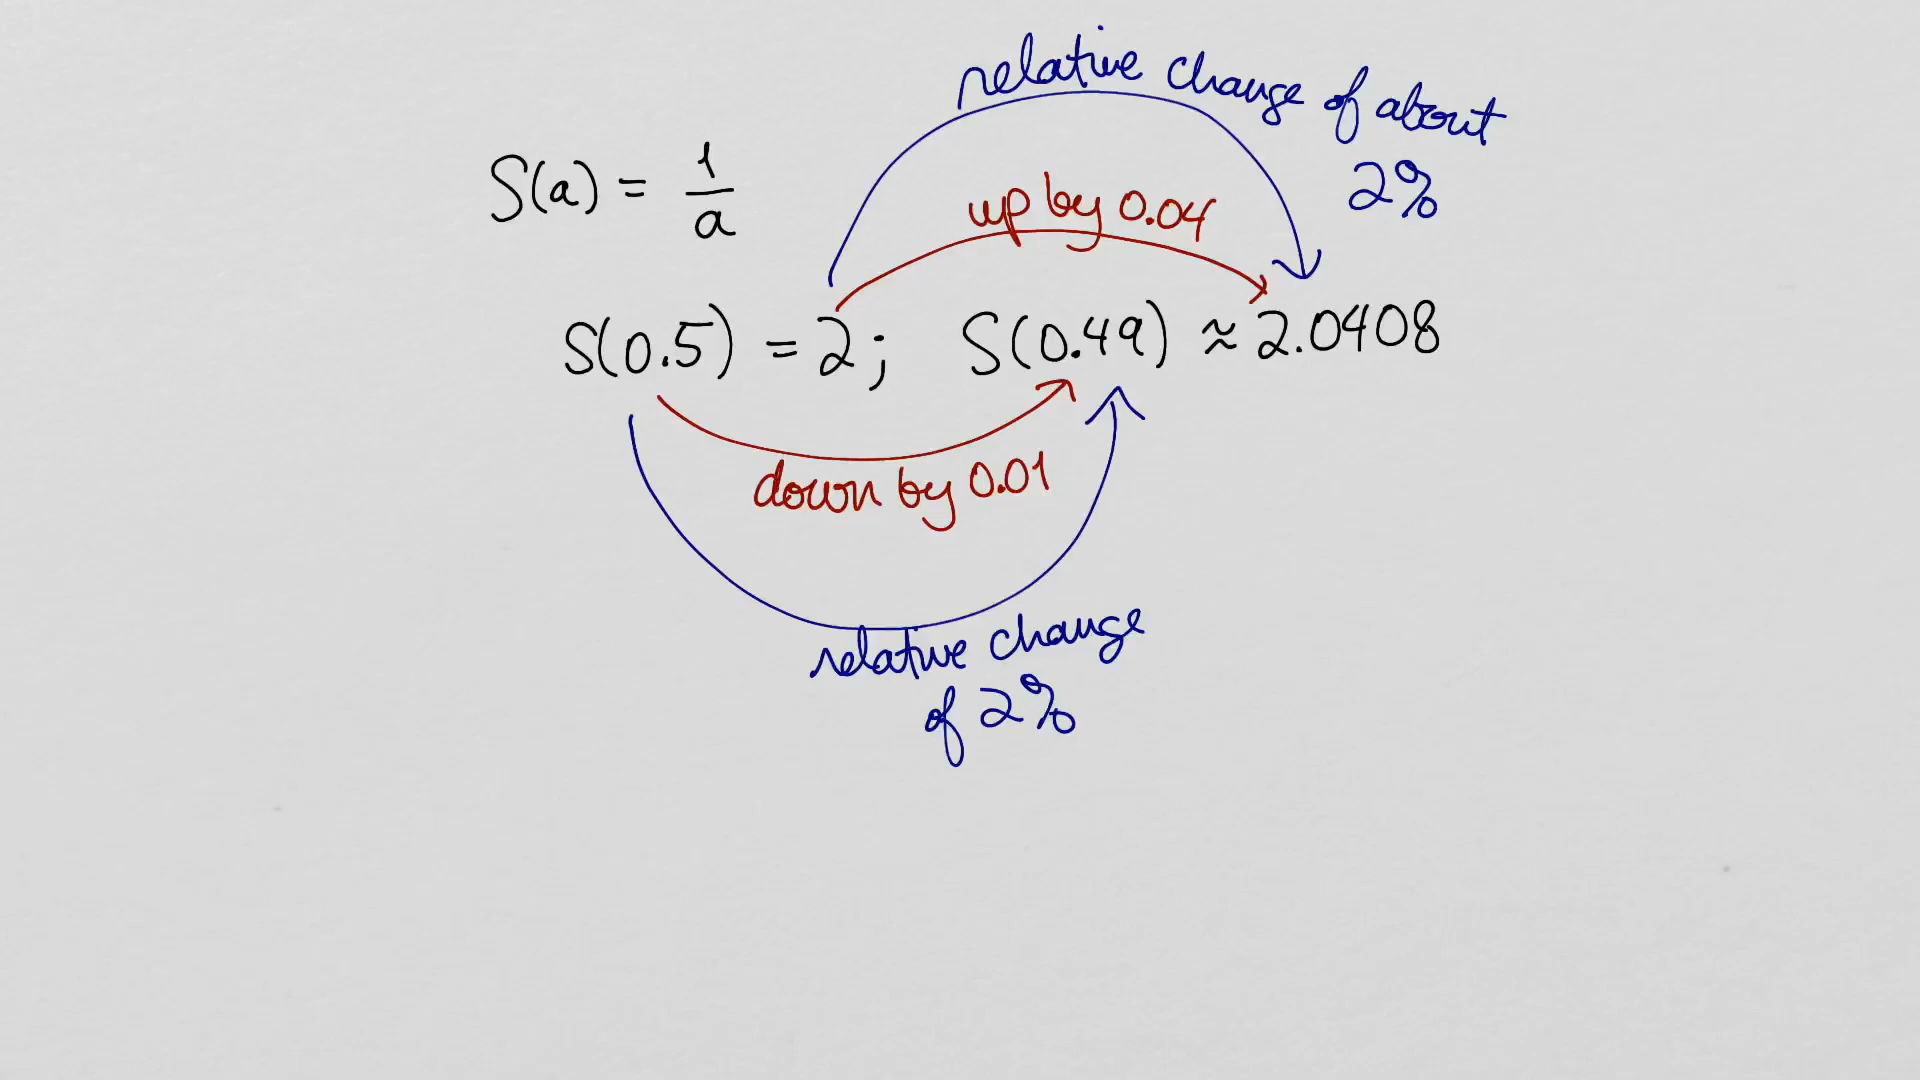 relative change of about
2%
S(a) = 1/a
up by 0.04
S(0.5) = 2; S(0.49) ≈ 2.0408
down by 0.01
relative change
of 2%